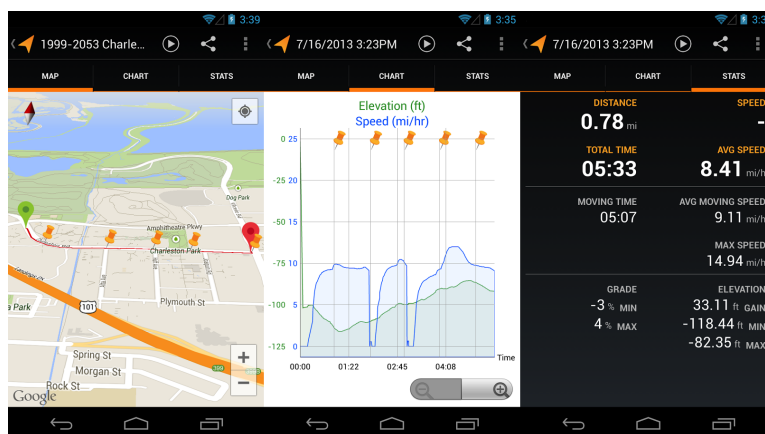 3:39
1999-2053 Charle...
MAP CHART STATS
Dog Park
Amphitheatre Pkwy
Charleston Park
101
Plymouth St
a Park
Spring St
Morgan St
Rock St
Google
+
−
3:35
7/16/2013 3:23PM
MAP CHART STATS
Elevation (ft)
Speed (mi/hr)
0 25
-25 20
-50 15
-75 10
-100 5
-125 0
Time
00:00 01:22 02:45 04:08
3:3
7/16/2013 3:23PM
MAP CHART STATS
DISTANCE SPEED
0.78 mi -
TOTAL TIME AVG SPEED
05:33 8.41 mi/h
MOVING TIME AVG MOVING SPEED
05:07 9.11 mi/h
MAX SPEED
14.94 mi/h
GRADE ELEVATION
-3 % MIN 33.11 ft GAIN
4 % MAX -118.44 ft MIN
-82.35 ft MAX